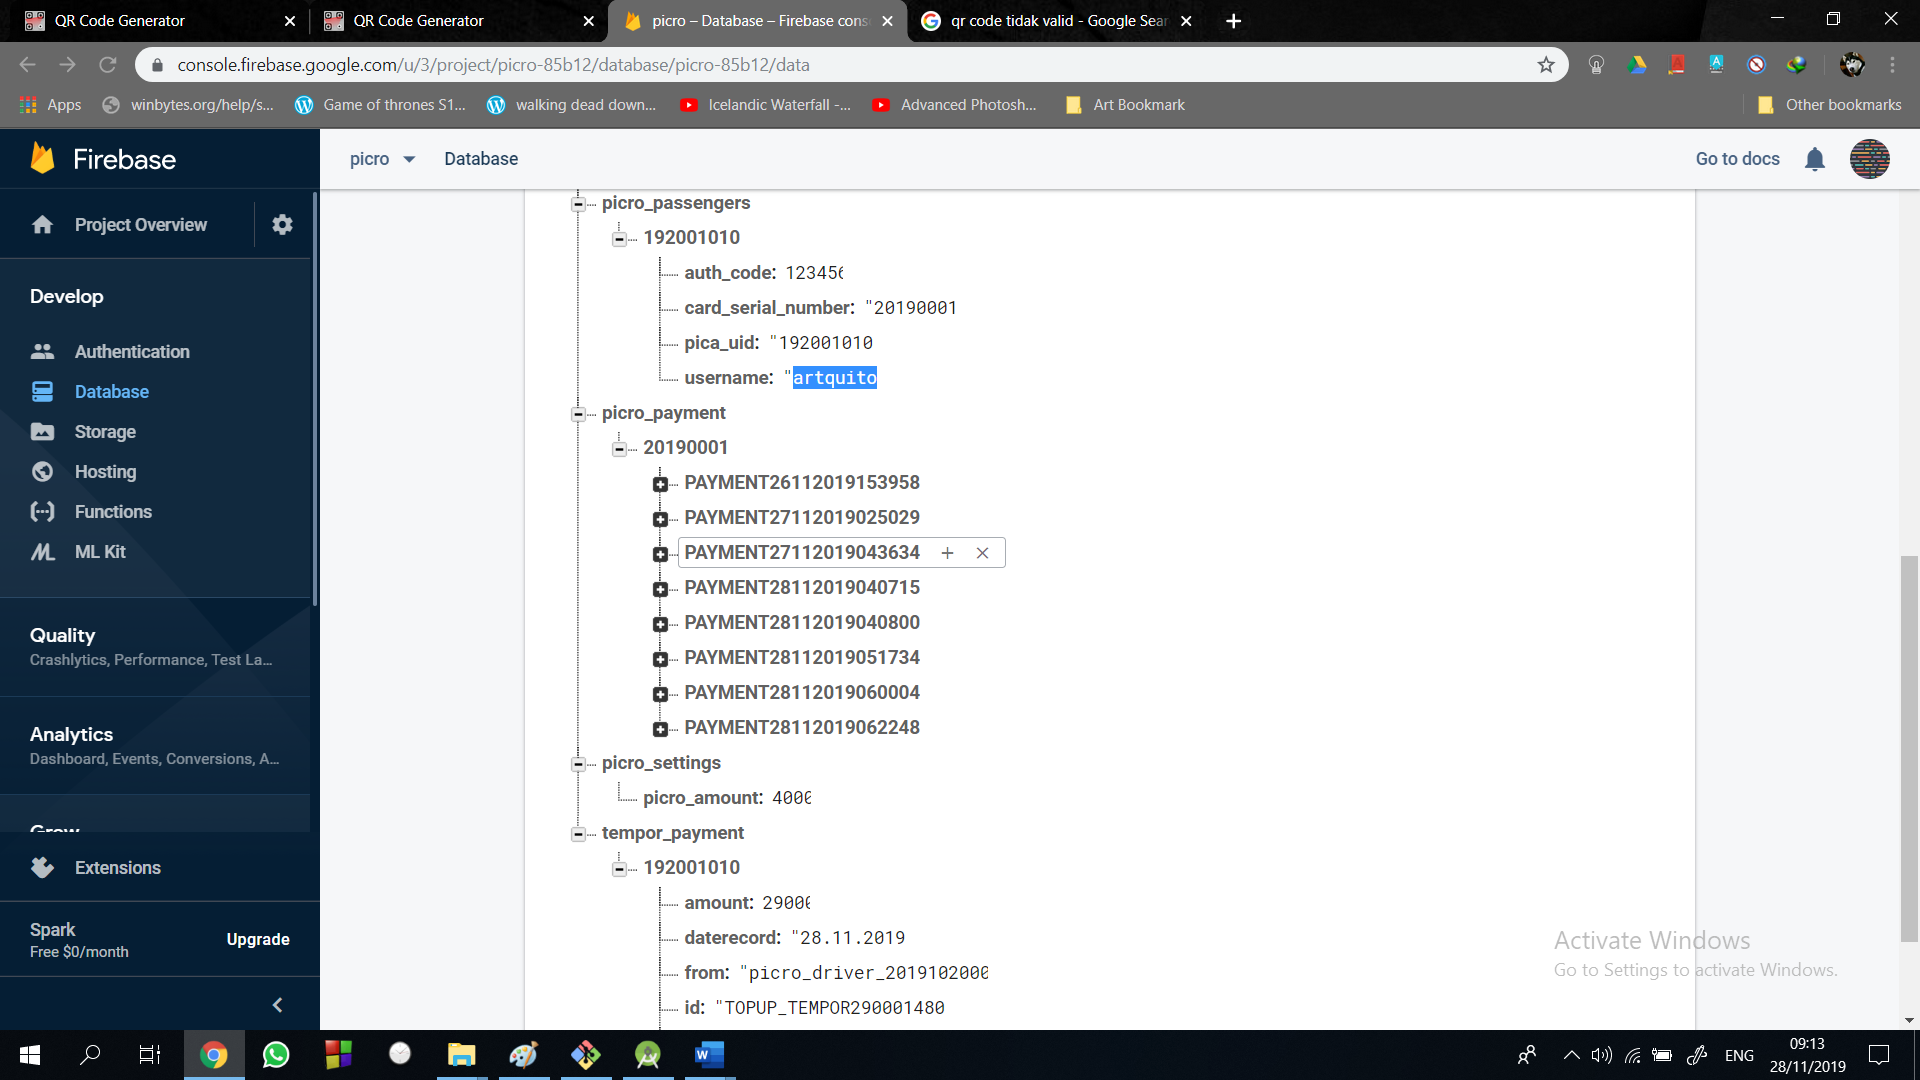 QR Code Generator
QR Code Generator
picro – Database – Firebase cons
qr code tidak valid - Google Sear
console.firebase.google.com/u/3/project/picro-85b12/database/picro-85b12/data
Apps
winbytes.org/help/s...
Game of thrones S1...
walking dead down...
Icelandic Waterfall -...
Advanced Photosh...
Art Bookmark
Other bookmarks
Firebase
picro
Database
Go to docs
Project Overview
Develop
Authentication
Database
Storage
Hosting
Functions
ML Kit
Quality
Crashlytics, Performance, Test La...
Analytics
Dashboard, Events, Conversions, A...
Grow
Extensions
Spark
Free $0/month
Upgrade
picro_passengers
192001010
auth_code: 123456
card_serial_number: "20190001
pica_uid: "192001010
username: "artquito
picro_payment
20190001
PAYMENT26112019153958
PAYMENT27112019025029
PAYMENT27112019043634
PAYMENT28112019040715
PAYMENT28112019040800
PAYMENT28112019051734
PAYMENT28112019060004
PAYMENT28112019062248
picro_settings
picro_amount: 4000
tempor_payment
192001010
amount: 29000
daterecord: "28.11.2019
from: "picro_driver_2019102000
id: "TOPUP_TEMPOR290001480
Activate Windows
Go to Settings to activate Windows.
ENG
09:13
28/11/2019